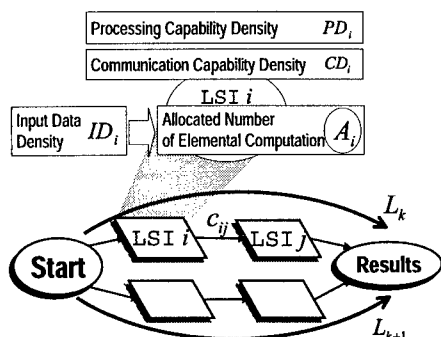 Processing Capability Density PD_i
Communication Capability Density CD_i
LSI i
Input Data
Density ID_i
Allocated Number
of Elemental Computation A_i
L_k
LSI i
c_ij
LSI j
Start
Results
L_k+1